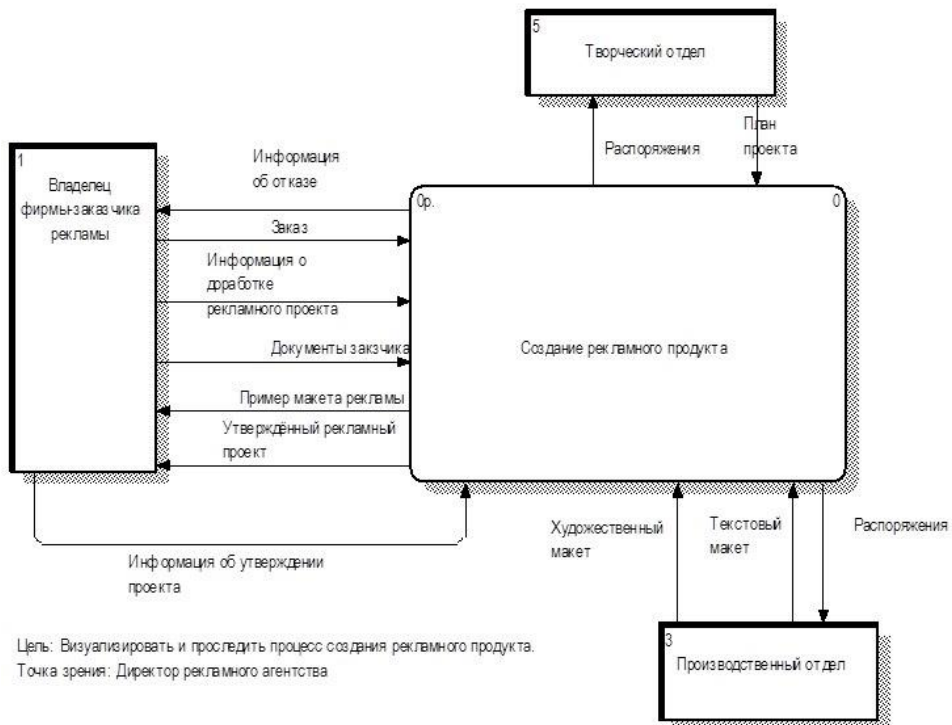 5
Творческий отдел
Распоряжения
План
проекта
1
Владелец
фирмы-заказчика
рекламы
Информация
об отказе
Заказ
Информация о
доработке
рекламного проекта
Документы закзчика
Пример макета рекламы
Утверждённый рекламный
проект
0р.
0
Создание рекламного продукта
Информация об утверждении
проекта
Художественный
макет
Текстовый
макет
Распоряжения
3
Производственный отдел
Цель: Визуализировать и проследить процесс создания рекламного продукта.
Точка зрения: Директор рекламного агентства